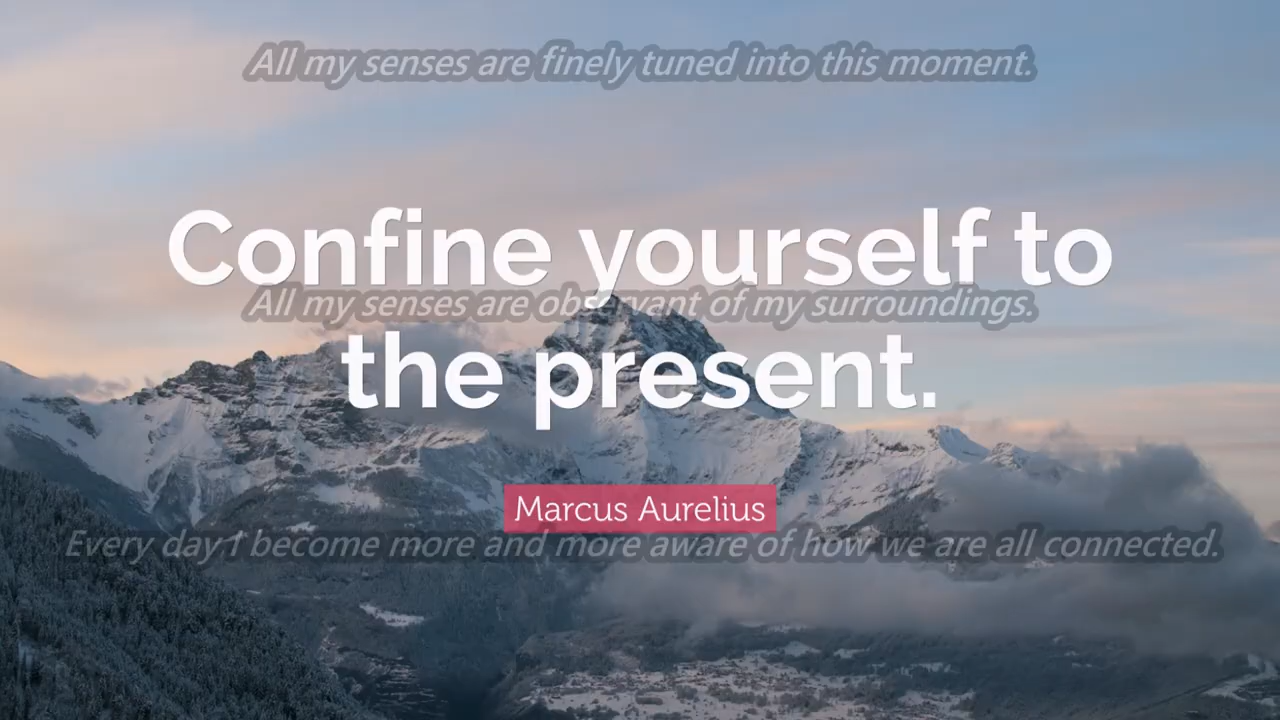 All my senses are finely tuned into this moment.
Confine yourself to
All my senses are observant of my surroundings.
the present.
Marcus Aurelius
Every day I become more and more aware of how we are all connected.